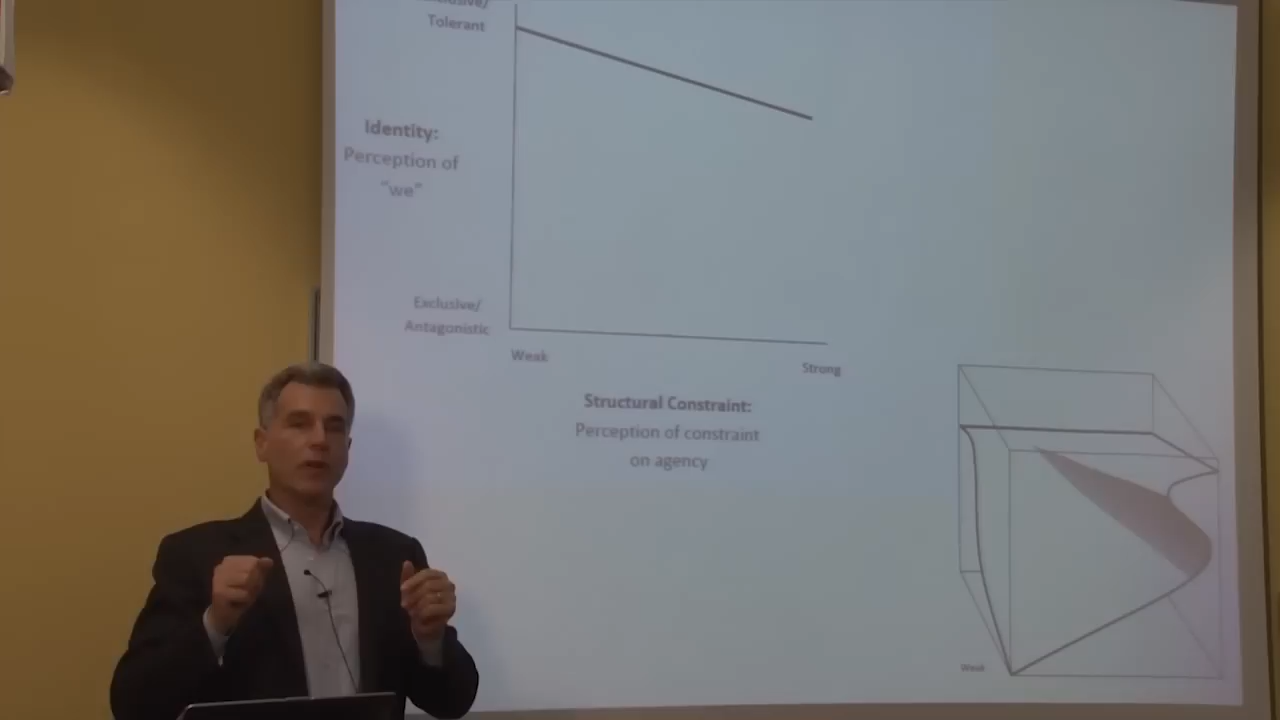 Tolerant
Identity:
Perception of
"we"
Exclusive/
Antagonistic
Weak
Strong
Structural Constraint:
Perception of constraint
on agency
Weak